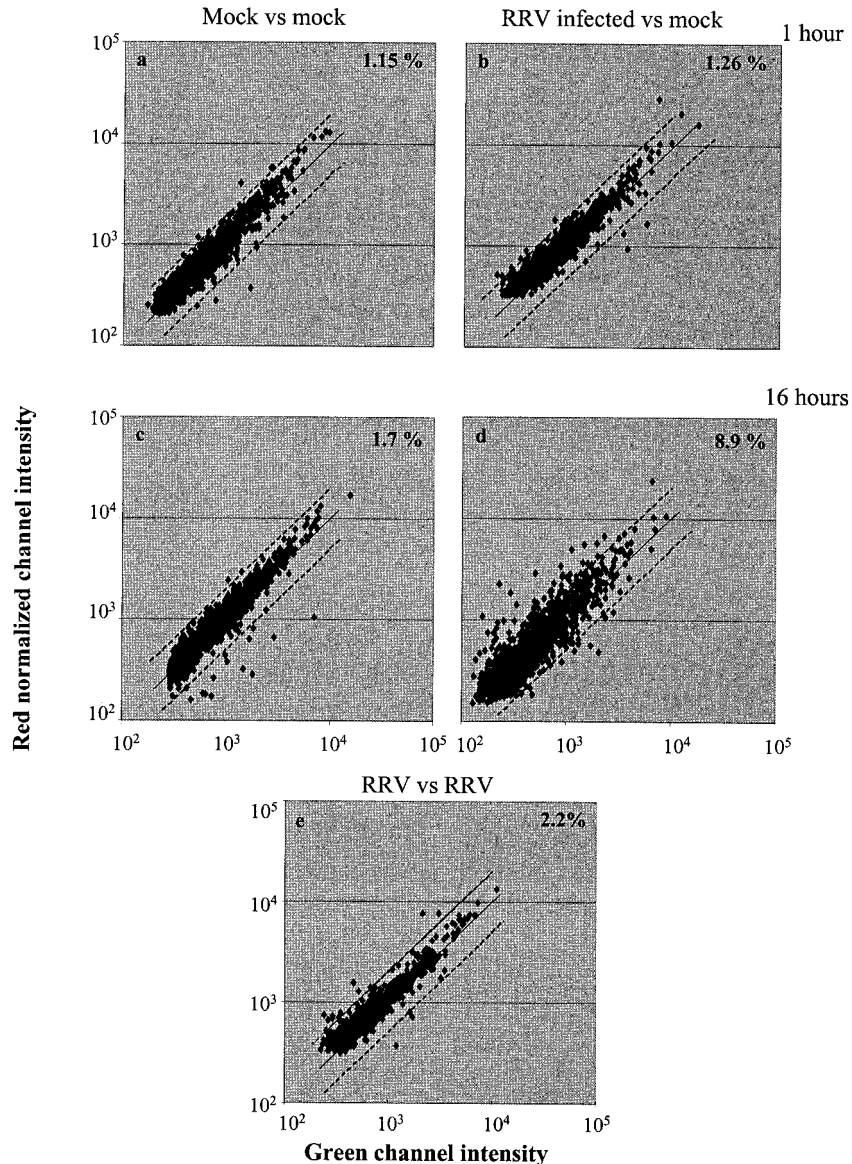 Mock vs mock
RRV infected vs mock
1 hour
10⁵
a
1.15 %
b
1.26 %
10⁴
10³
10²
16 hours
Red normalized channel intensity
10⁵
c
1.7 %
d
8.9 %
10⁴
10³
10²
10² 10³ 10⁴ 10⁵
10² 10³ 10⁴ 10⁵
RRV vs RRV
10⁵
e
2.2%
10⁴
10³
10²
10² 10³ 10⁴ 10⁵
Green channel intensity